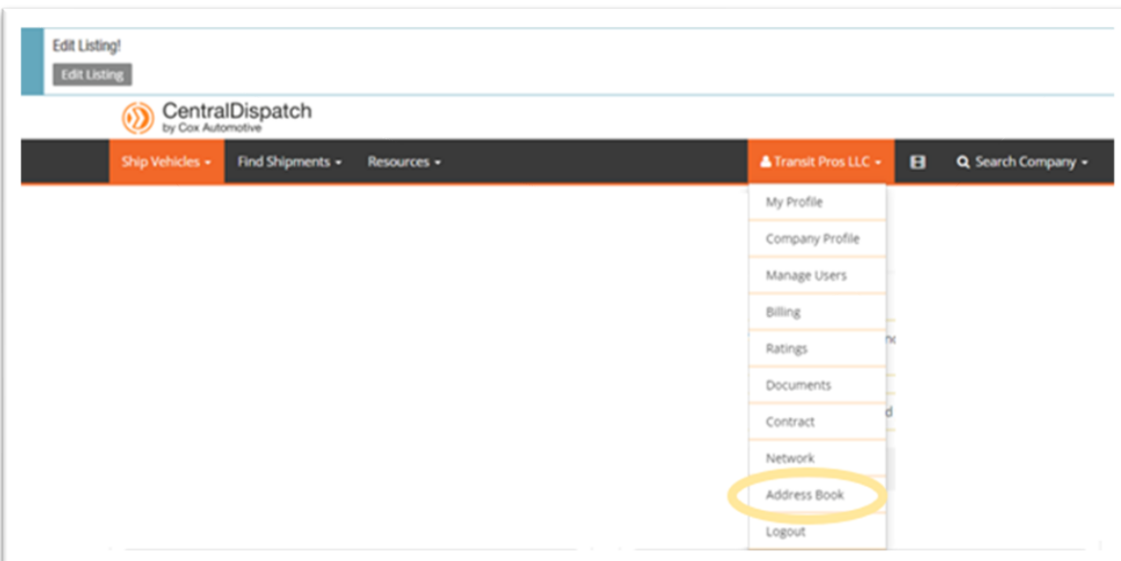 Edit Listing!
Edit Listing
CentralDispatch
by Cox Automotive
Ship Vehicles Find Shipments Resources Transit Pros LLC Search Company
My Profile
Company Profile
Manage Users
Billing
Ratings
Documents
Contract
Network
Address Book
Logout